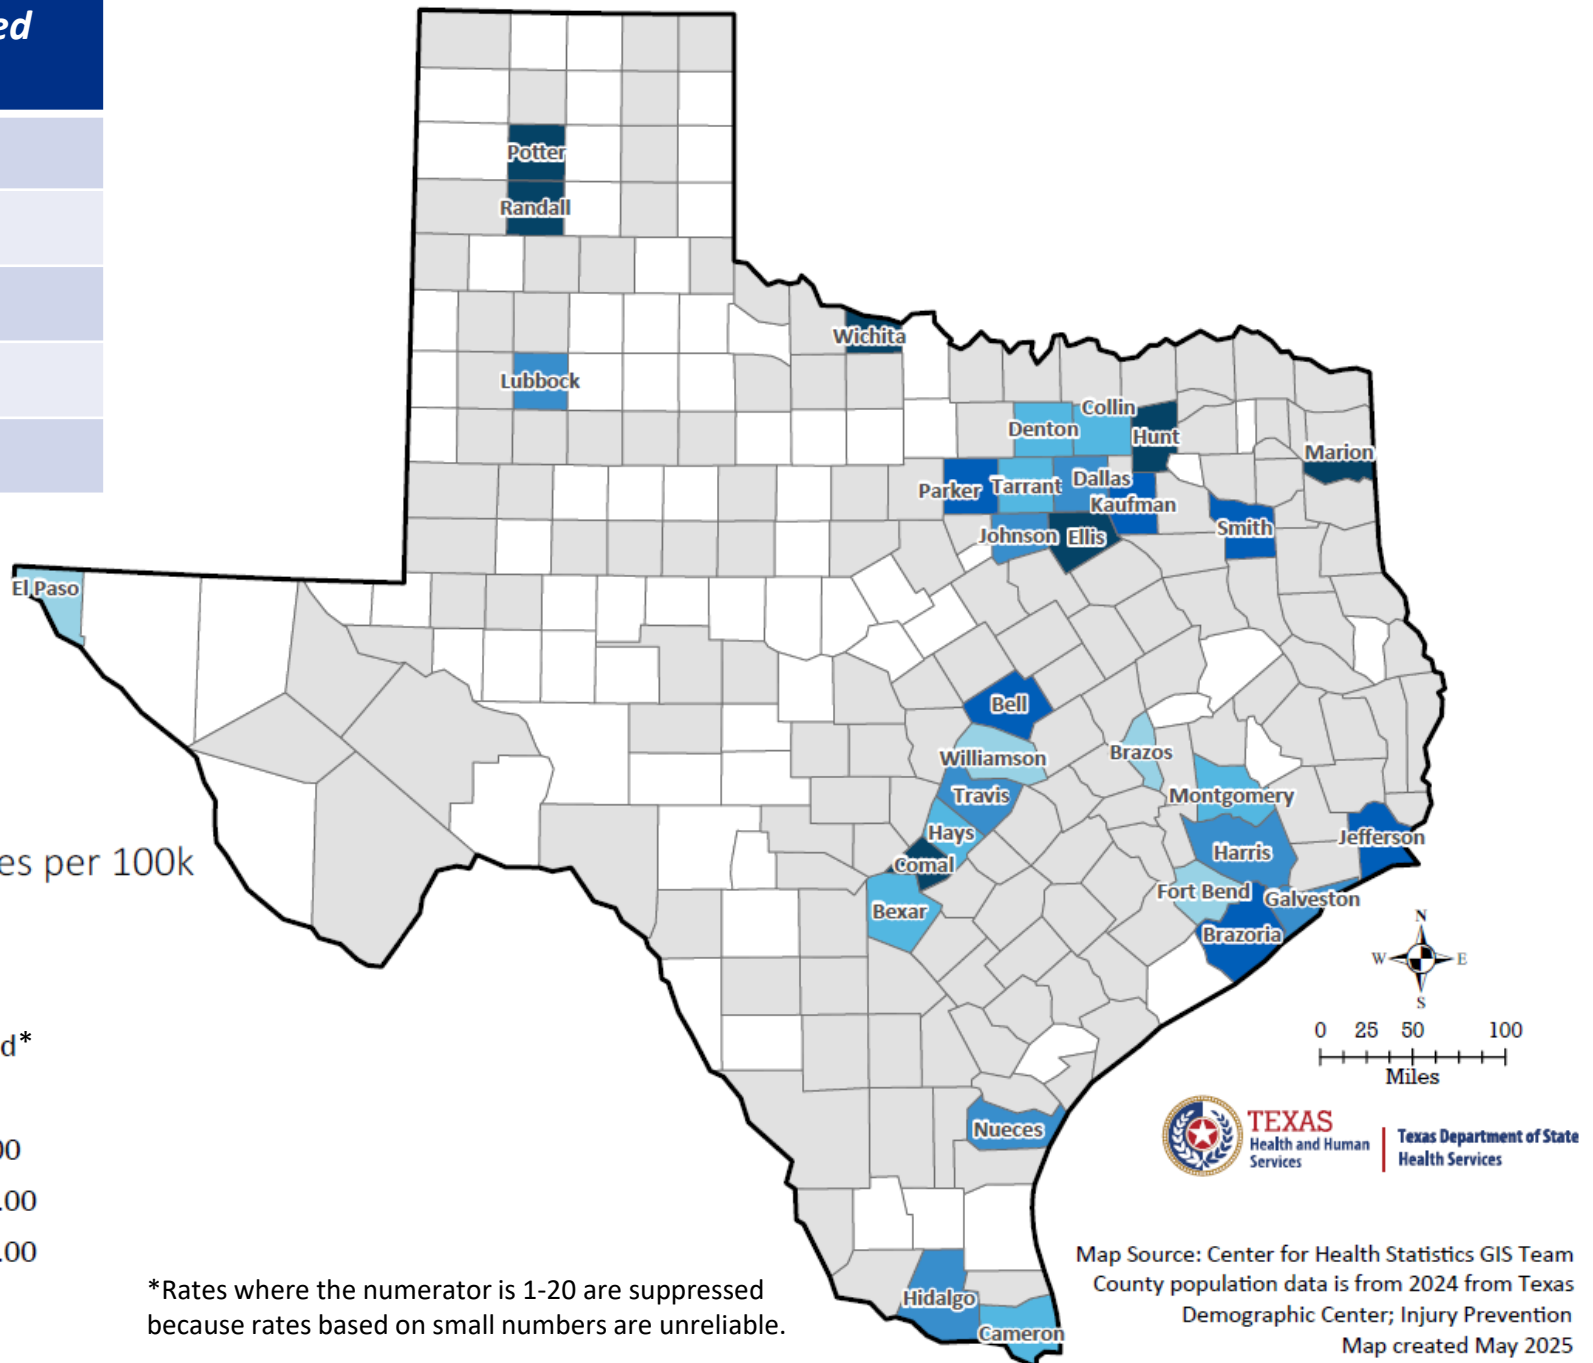 ed
Potter
Randall
Wichita
Lubbock
Collin
Denton
Hunt
Marion
Parker
Tarrant
Dallas
Kaufman
Smith
Johnson
Ellis
El Paso
Bell
Williamson
Brazos
Travis
Montgomery
Hays
Jefferson
Comal
Harris
es per 100k
Fort Bend
Galveston
Bexar
Brazoria
N
W E
S
d*
0 25 50 100
Miles
Nueces
TEXAS
Health and Human
Services
Texas Department of State
Health Services
00
.00
.00
Hidalgo
Cameron
*Rates where the numerator is 1-20 are suppressed
because rates based on small numbers are unreliable.
Map Source: Center for Health Statistics GIS Team
County population data is from 2024 from Texas
Demographic Center; Injury Prevention
Map created May 2025